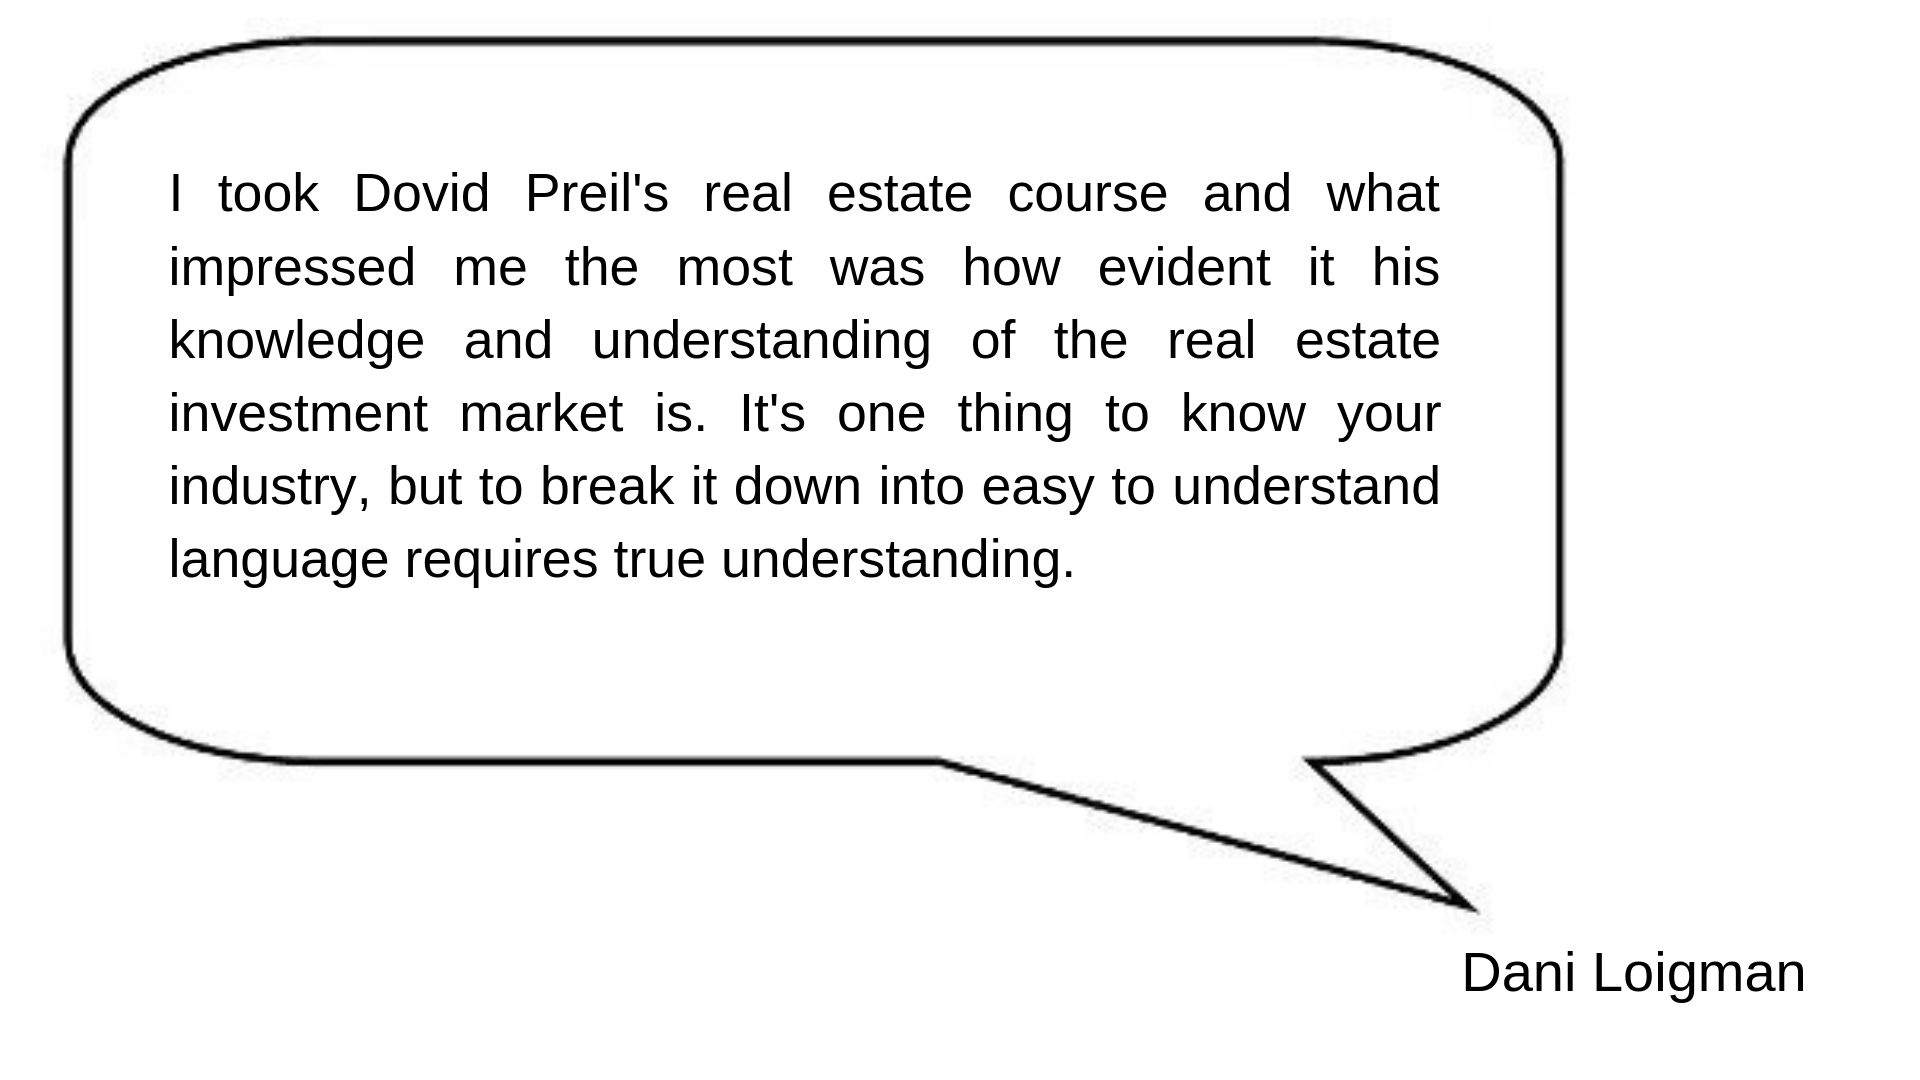 I took Dovid Preil's real estate course and what
impressed me the most was how evident it his
knowledge and understanding of the real estate
investment market is. It's one thing to know your
industry, but to break it down into easy to understand
language requires true understanding.
Dani Loigman